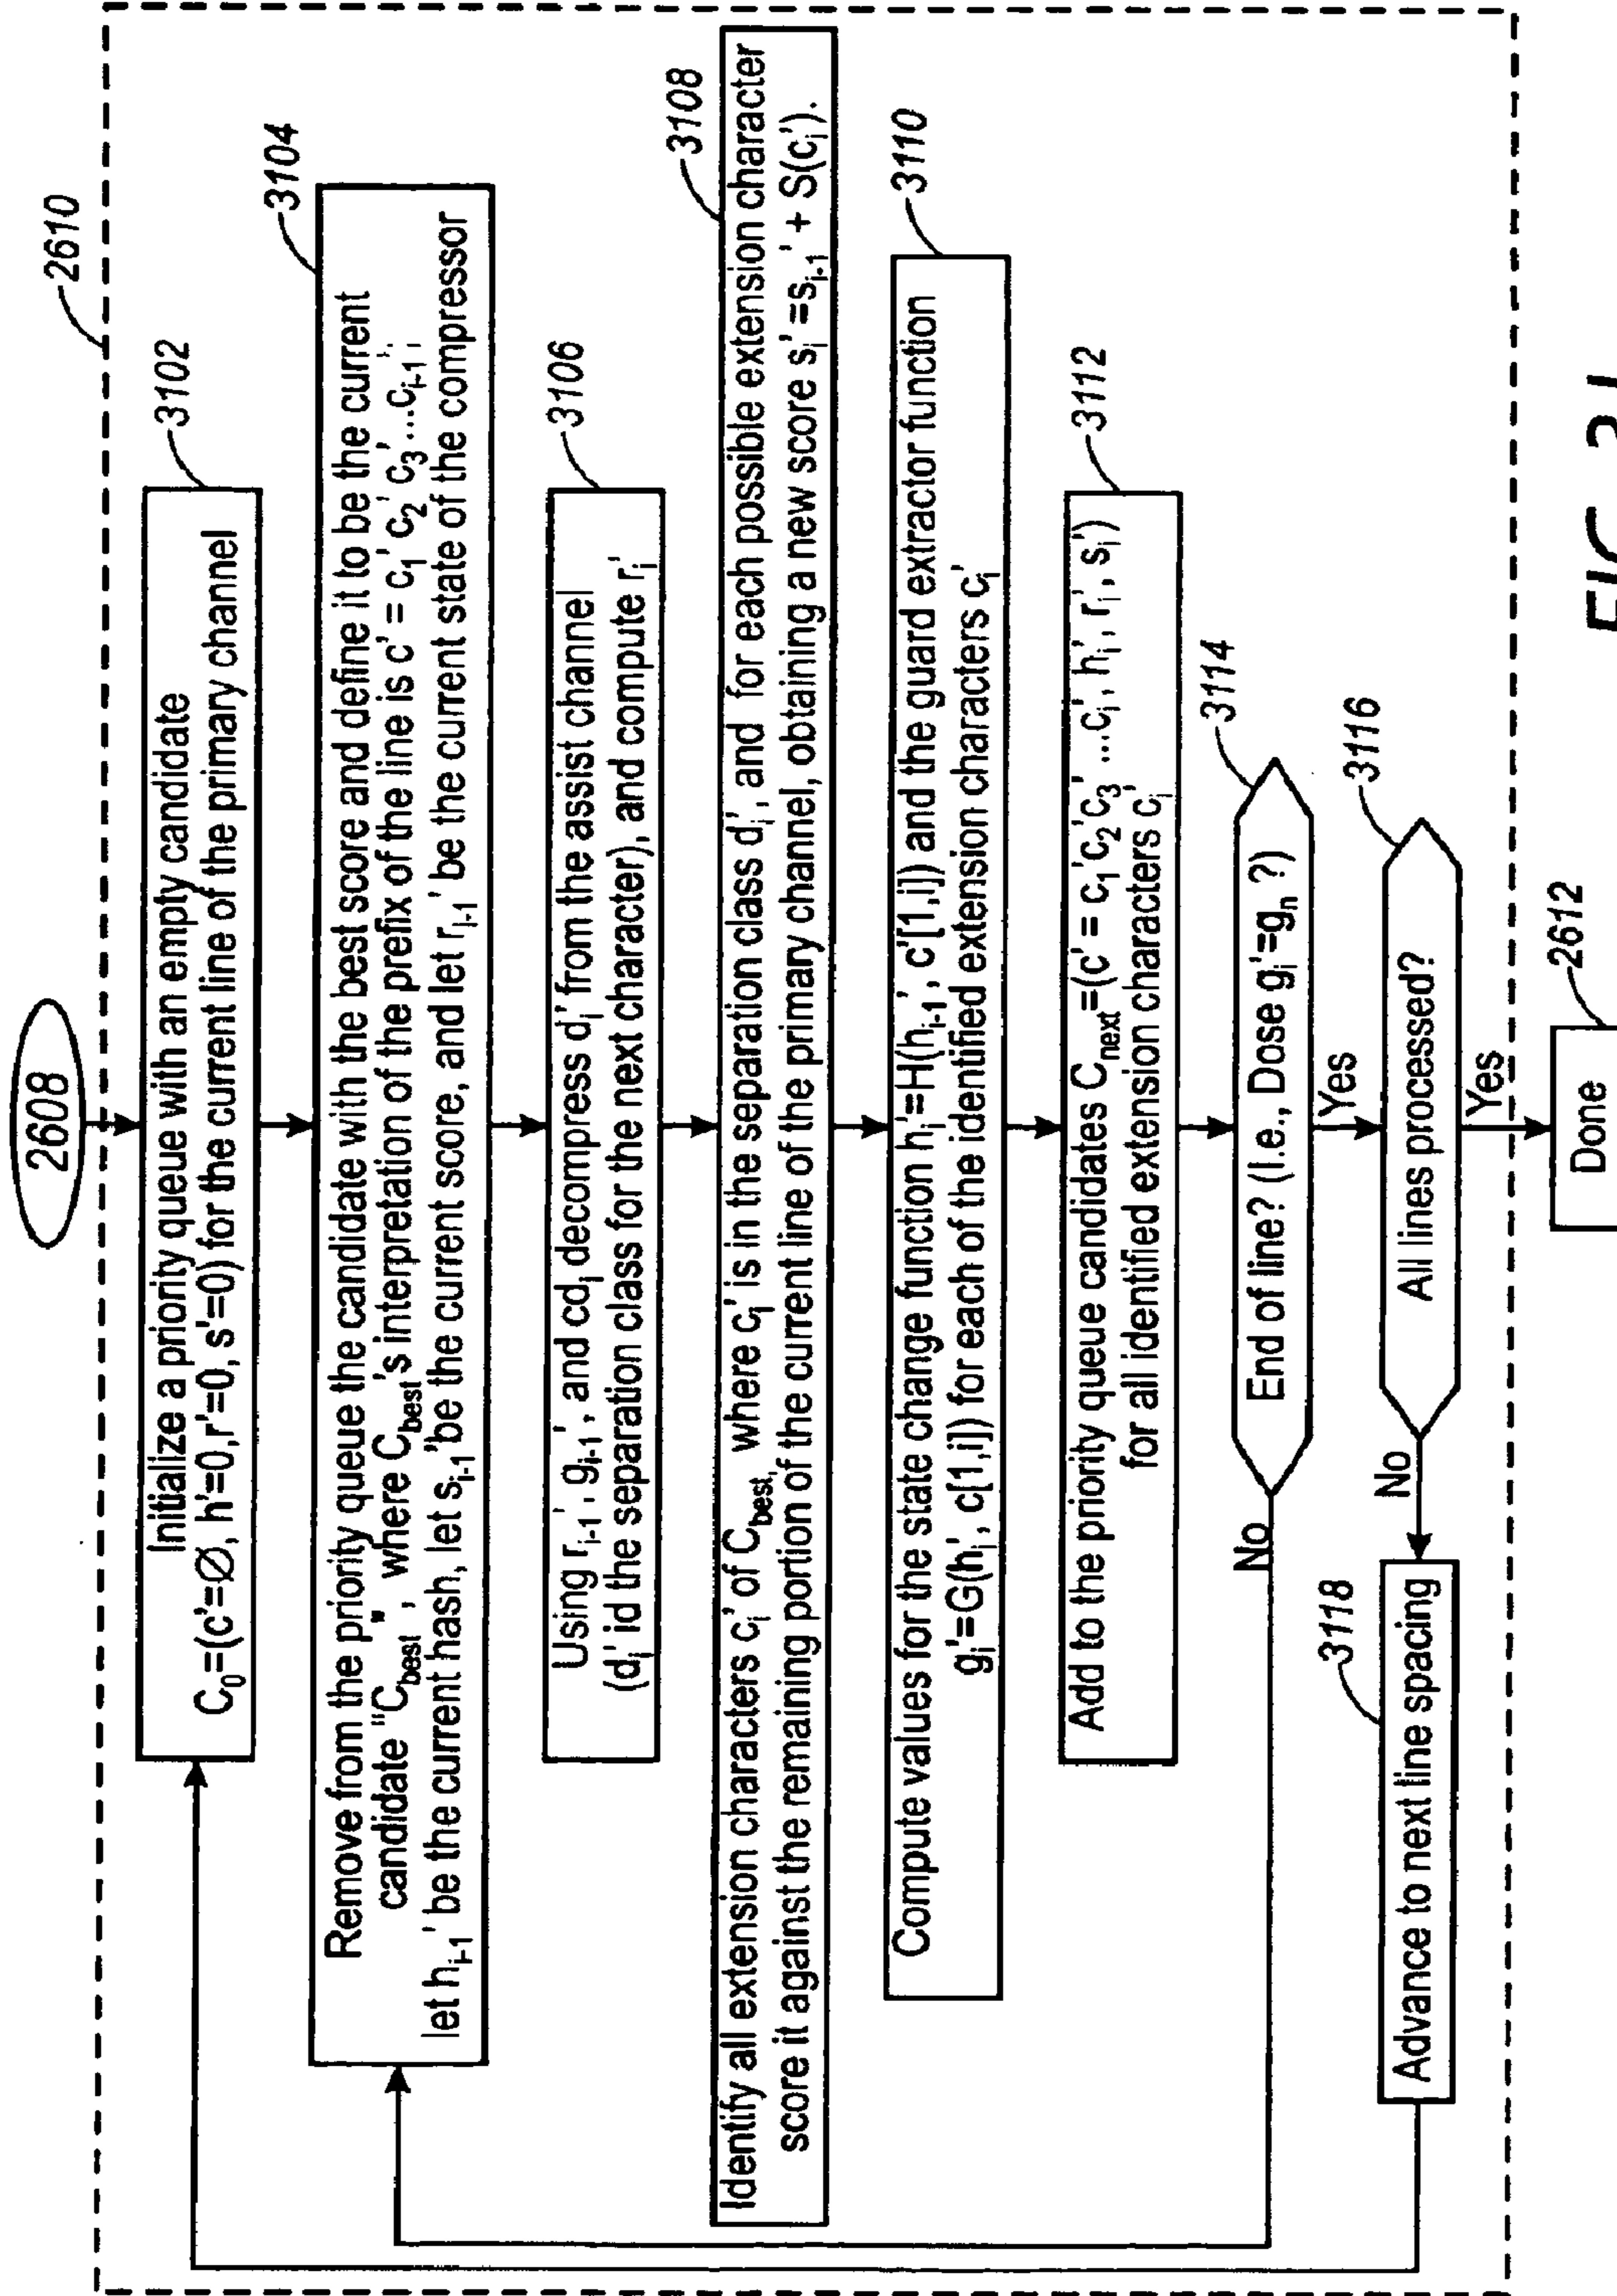 2608
2610
Initialize a priority queue with an empty candidate
C₀=(c'=∅, h'=0,r'=0, s'=0) for the current line of the primary channel
3102
Remove from the priority queue the candidate with the best score and define it to be the current
candidate "C_best", where C_best's interpretation of the prefix of the line is c' = c₁' c₂' c₃'...c_{i-1}',
let h_{i-1}' be the current hash, let s_{i-1}'be the current score, and let r_{i-1}' be the current state of the compressor
3104
Using r_{i-1}', g_{i-1}', and cd_i decompress d_i' from the assist channel
(d_i' id the separation class for the next character), and compute r_i'
3106
Identify all extension characters c_i' of C_best, where c_i' is in the separation class d_i', and for each possible extension character
score it against the remaining portion of the current line of the primary channel, obtaining a new score s_i'=s_{i-1}' + S(c_i').
3108
Compute values for the state change function h_i'=H(h_{i-1}', c'[1,i]) and the guard extractor function
g_i'=G(h_i', c[1,i]) for each of the identified extension characters c_i'
3110
Add to the priority queue candidates C_next=(c' = c₁'c₂'c₃'...c_i', h_i', r_i', s_i')
for all identified extension characters c_i'
3112
End of line? (I.e., Dose g_i'=g_n ?)
3114
No
Yes
All lines processed?
3116
No
Yes
Advance to next line spacing
3118
Done
2612